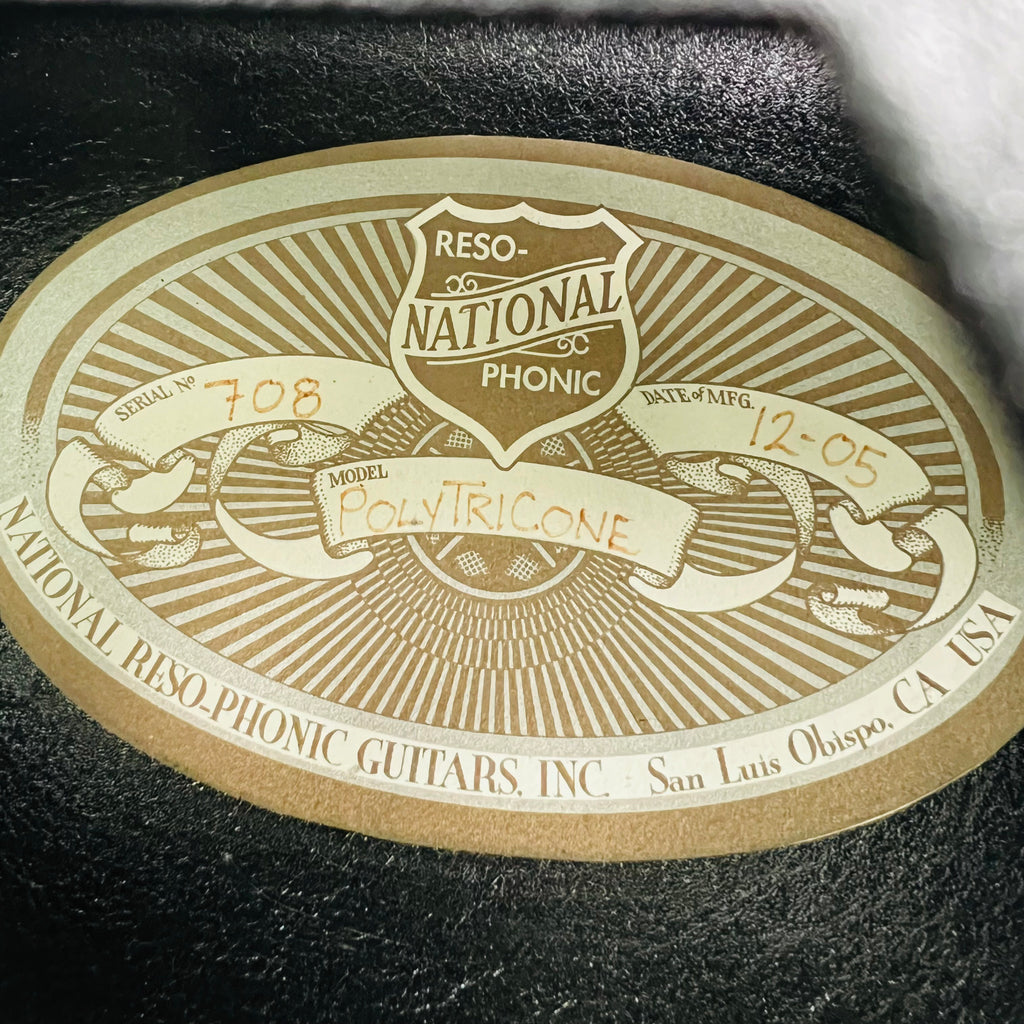 RESO-
NATIONAL
PHONIC
SERIAL Nº 708
DATE of MFG. 12-05
MODEL
POLYTRICONE
NATIONAL RESO-PHONIC GUITARS, INC. San Luis Obispo, CA USA